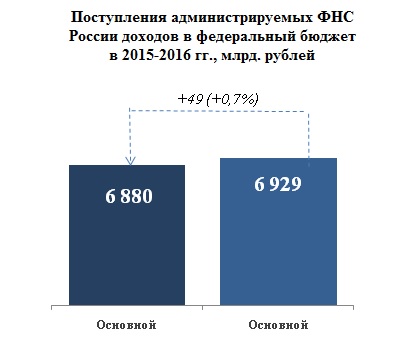 Поступления администрируемых ФНС
России доходов в федеральный бюджет
в 2015-2016 гг., млрд. рублей
+49 (+0,7%)
6 880
6 929
Основной
Основной